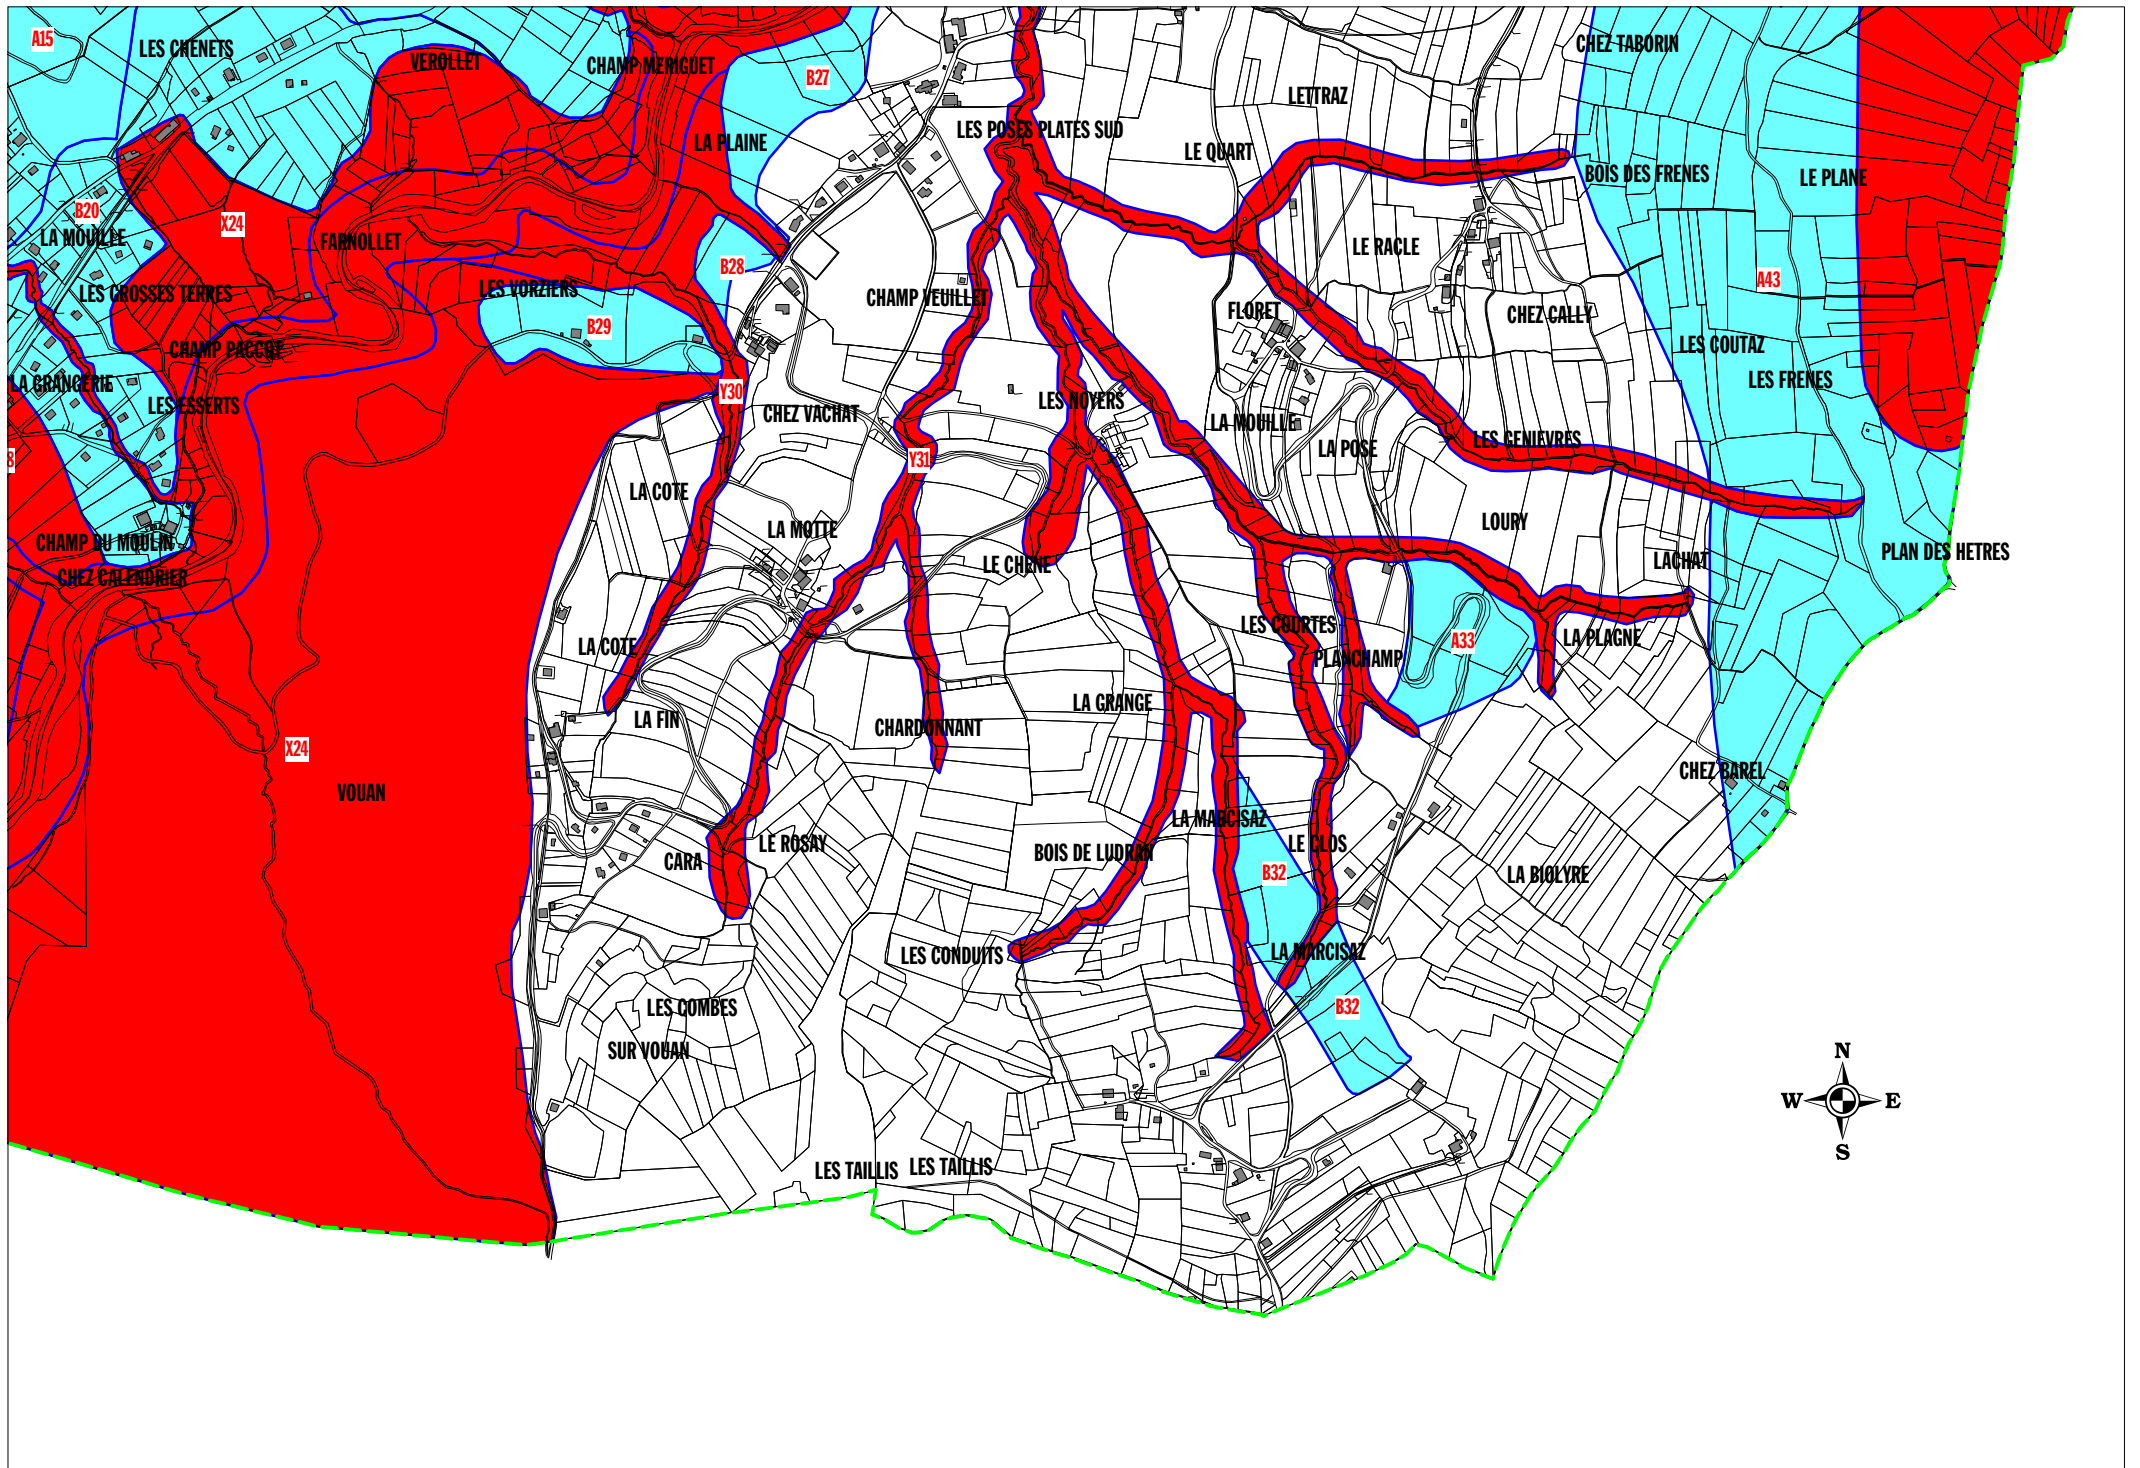 A15
LES CHENETS
VEROLLET
CHAMP MERIGUET
B27
CHEZ TABORIN
LETTRAZ
LES POSES PLATES SUD
LA PLAINE
LE QUART
BOIS DES FRENES
LE PLANE
B20
X24
LA MOUILLE
FARNOLLET
LE RACLE
B28
A43
LES VORZIERS
LES GROSSES TERRES
CHAMP VEUILLET
FLORET
CHEZ CALLY
B29
CHAMP PACCOT
LES COUTAZ
LA GRANGERIE
LES FRENES
Y30
LES NOYERS
LES ESSERTS
CHEZ VACHAT
LA MOUILLE
LES GENIEVRES
LA POSE
8
Y31
LA COTE
LOURY
LA MOTTE
CHAMP DU MOULIN
PLAN DES HETRES
LACHAT
LE CHENE
CHEZ CALENDRIER
LES COURTES
LA PLAGNE
A33
LA COTE
PLANCHAMP
LA GRANGE
LA FIN
CHARDONNANT
X24
CHEZ BAREL
VOUAN
LA MARCISAZ
LE ROSAY
LE CLOS
BOIS DE LUDRAN
CARA
B32
LA BIOLYRE
LES CONDUITS
LA MARCISAZ
LES COMBES
B32
SUR VOUAN
N
W
E
S
LES TAILLIS
LES TAILLIS